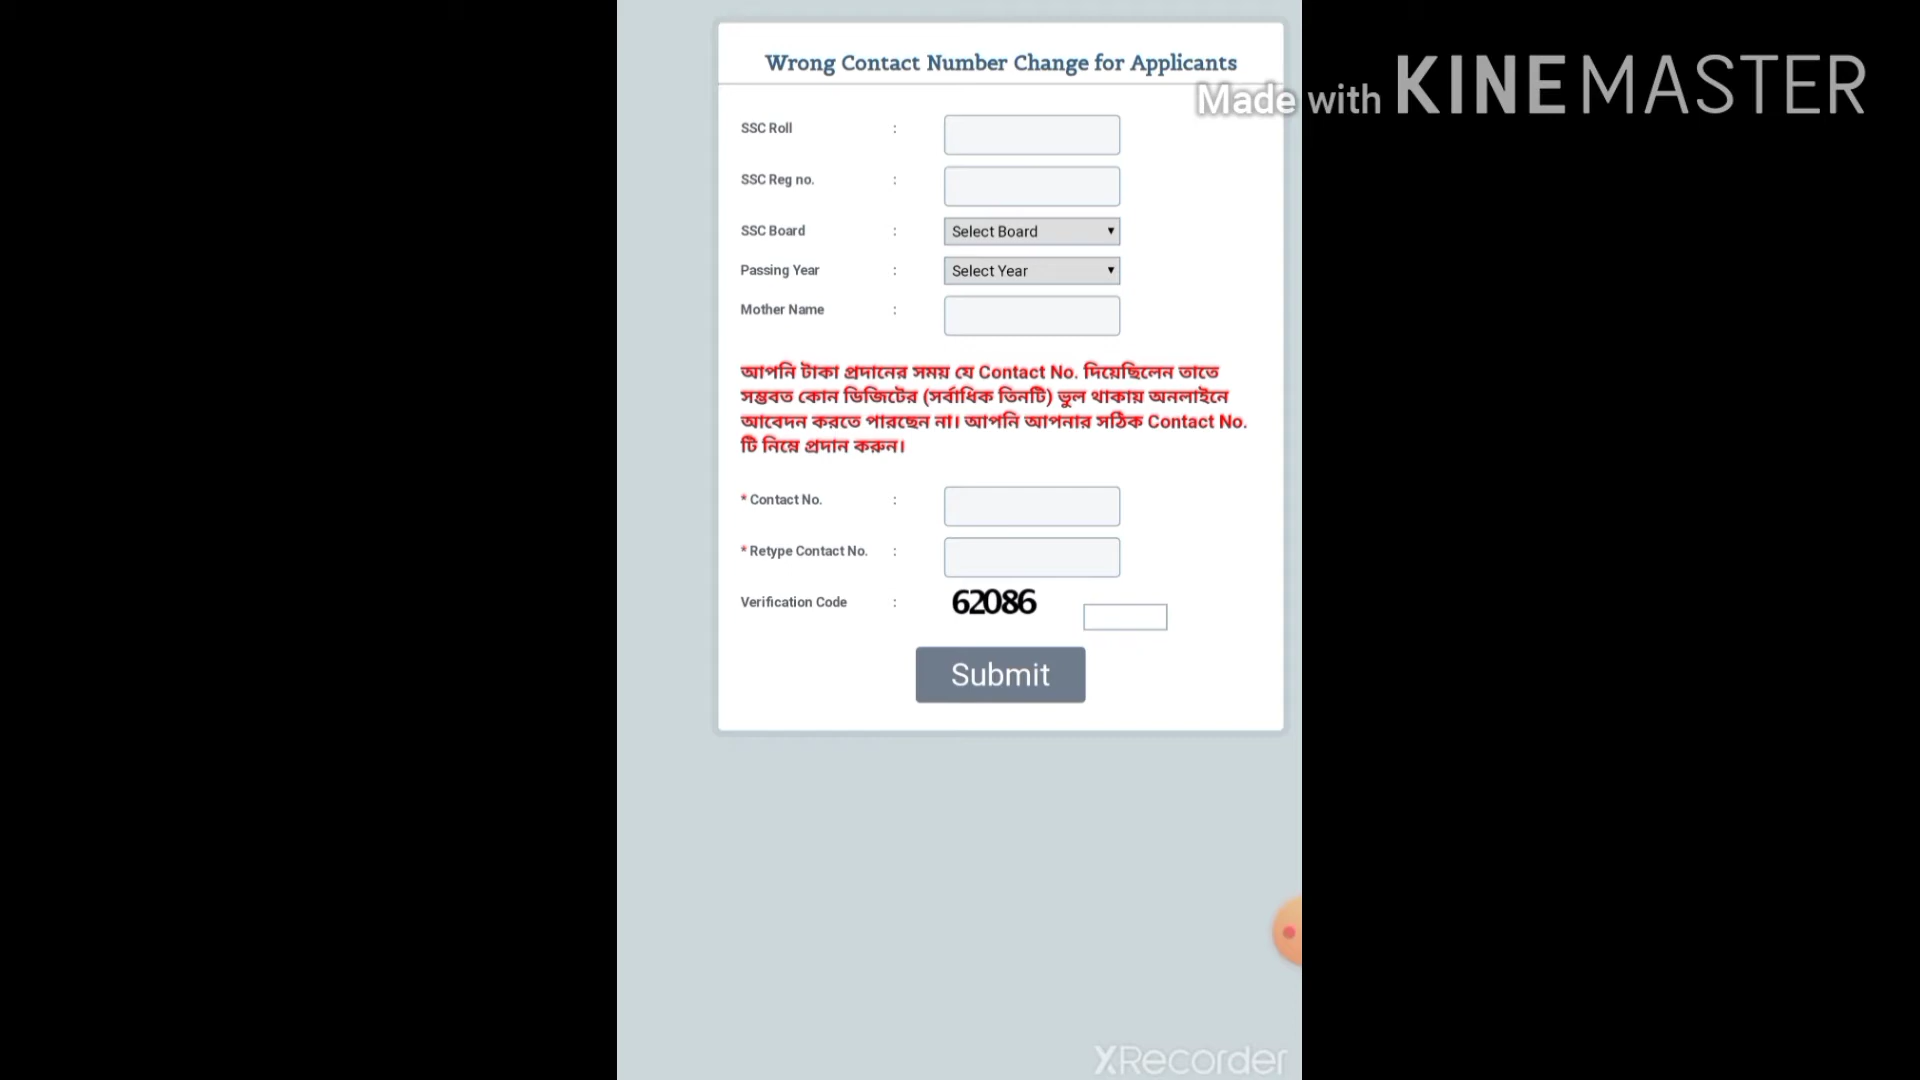 Wrong Contact Number Change for Applicants
Made with KINEMASTER
SSC Roll :
SSC Reg no. :
SSC Board : Select Board
Passing Year : Select Year
Mother Name :
আপনি টাকা প্রদানের সময় যে Contact No. দিয়েছিলেন তাতে
সম্ভবত কোন ডিজিটের (সর্বাধিক তিনটি) ভুল থাকায় অনলাইনে
আবেদন করতে পারছেন না। আপনি আপনার সঠিক Contact No.
টি নিম্নে প্রদান করুন।
* Contact No. :
* Retype Contact No. :
Verification Code : 62086
Submit
XRecorder